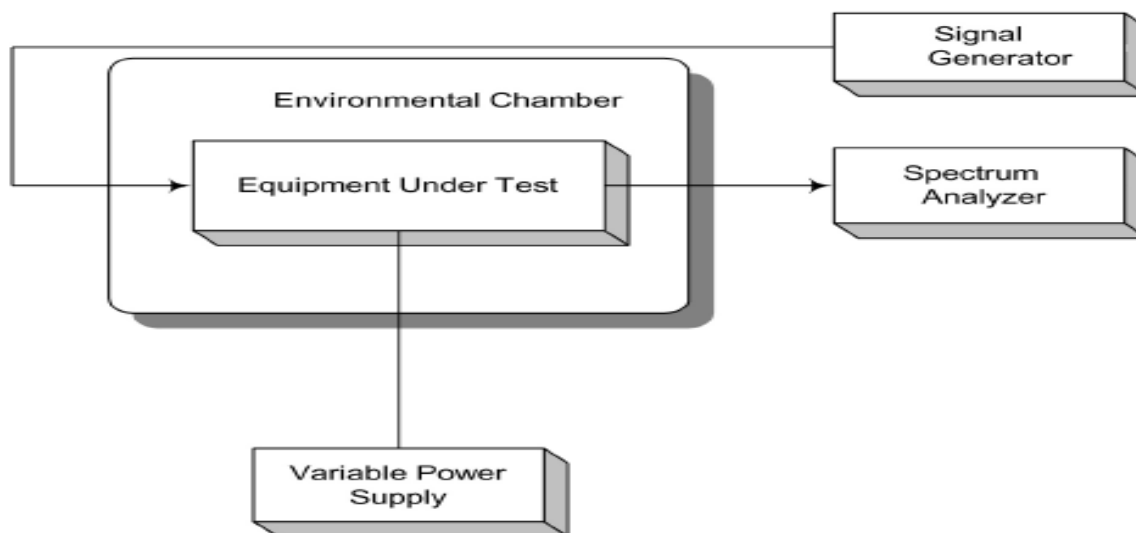 Signal
Generator
Environmental Chamber
Equipment Under Test
Spectrum
Analyzer
Variable Power
Supply